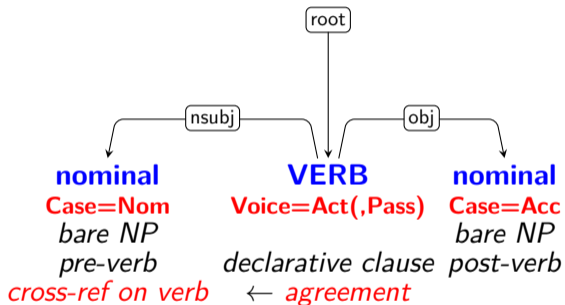 root
nsubj obj
nominal VERB nominal
Case=Nom Voice=Act(,Pass) Case=Acc
bare NP bare NP
pre-verb declarative clause post-verb
cross-ref on verb ← agreement